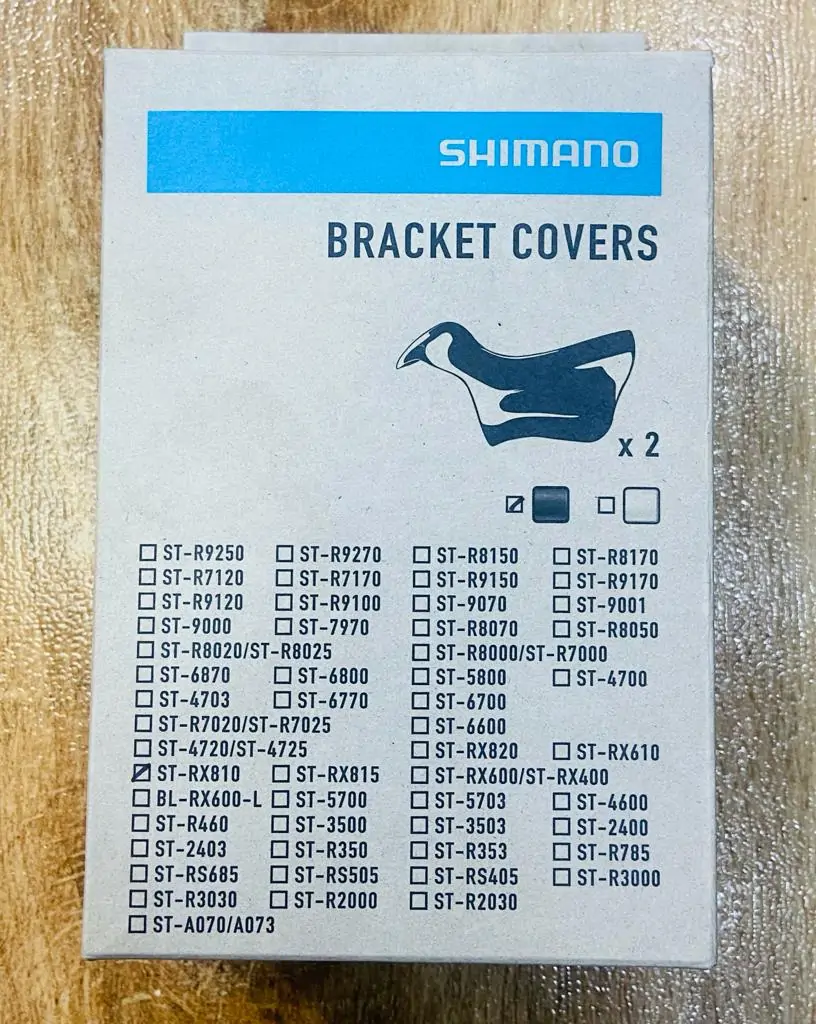 SHIMANO
BRACKET COVERS
x 2
ST-R9250 ST-R9270 ST-R8150 ST-R8170
ST-R7120 ST-R7170 ST-R9150 ST-R9170
ST-R9120 ST-R9100 ST-9070 ST-9001
ST-9000 ST-7970 ST-R8070 ST-R8050
ST-R8020/ST-R8025 ST-R8000/ST-R7000
ST-6870 ST-6800 ST-5800 ST-4700
ST-4703 ST-6770 ST-6700
ST-R7020/ST-R7025 ST-6600
ST-4720/ST-4725 ST-RX820 ST-RX610
ST-RX810 ST-RX815 ST-RX600/ST-RX400
BL-RX600-L ST-5700 ST-5703 ST-4600
ST-R460 ST-3500 ST-3503 ST-2400
ST-2403 ST-R350 ST-R353 ST-R785
ST-RS685 ST-RS505 ST-RS405 ST-R3000
ST-R3030 ST-R2000 ST-R2030
ST-A070/A073